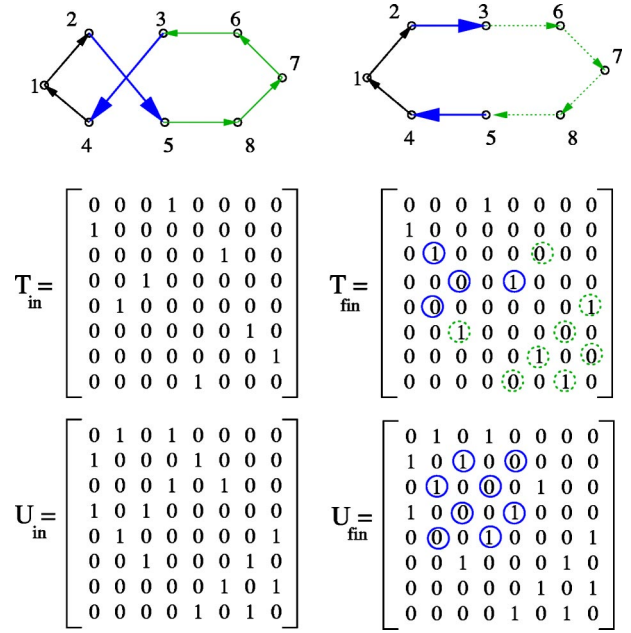 2 3 6
1 7
4 5 8
2 3 6
1 7
4 5 8
T in =
0 0 0 1 0 0 0 0
1 0 0 0 0 0 0 0
0 0 0 0 0 1 0 0
0 0 1 0 0 0 0 0
0 1 0 0 0 0 0 0
0 0 0 0 0 0 1 0
0 0 0 0 0 0 0 1
0 0 0 0 1 0 0 0
T fin =
0 0 0 1 0 0 0 0
1 0 0 0 0 0 0 0
0 1 0 0 0 0 0 0
0 0 0 0 1 0 0 0
0 0 0 0 0 0 0 1
0 0 1 0 0 0 0 0
0 0 0 0 0 1 0 0
0 0 0 0 0 0 1 0
U in =
0 1 0 1 0 0 0 0
1 0 0 0 1 0 0 0
0 0 0 1 0 1 0 0
1 0 1 0 0 0 0 0
0 1 0 0 0 0 0 1
0 0 1 0 0 0 1 0
0 0 0 0 0 1 0 1
0 0 0 0 1 0 1 0
U fin =
0 1 0 1 0 0 0 0
1 0 1 0 0 0 0 0
0 1 0 0 0 1 0 0
1 0 0 0 1 0 0 0
0 0 0 1 0 0 0 1
0 0 1 0 0 0 1 0
0 0 0 0 0 1 0 1
0 0 0 0 1 0 1 0